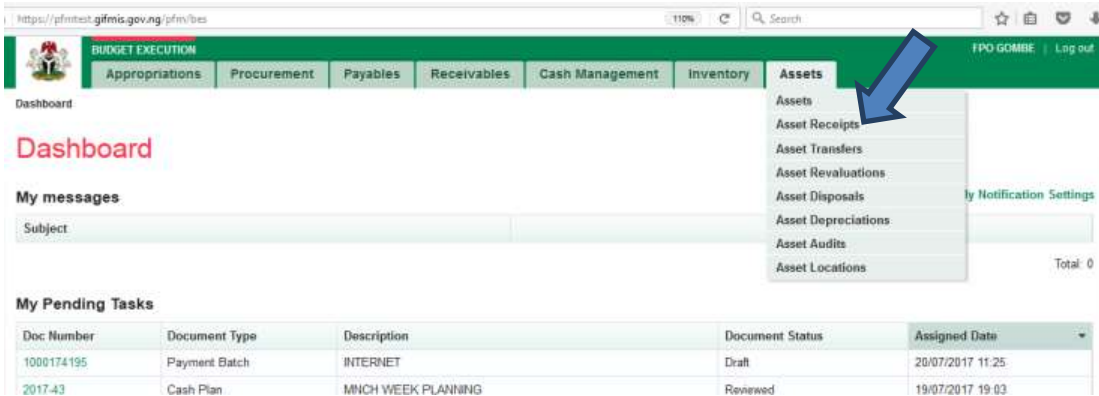 https://pfmtest.gifmis.gov.ng/pfm/bes 110% Search
BUDGET EXECUTION FPO GOMBE | Log out
Appropriations Procurement Payables Receivables Cash Management Inventory Assets
Dashboard
Assets
Asset Receipts
Asset Transfers
Asset Revaluations
Asset Disposals
Asset Depreciations
Asset Audits
Asset Locations
Dashboard
My messages
Notification Settings
Subject
Total: 0
My Pending Tasks
Doc Number Document Type Description Document Status Assigned Date
1000174195 Payment Batch INTERNET Draft 20/07/2017 11:25
2017-43 Cash Plan MNCH WEEK PLANNING Reviewed 19/07/2017 19:03